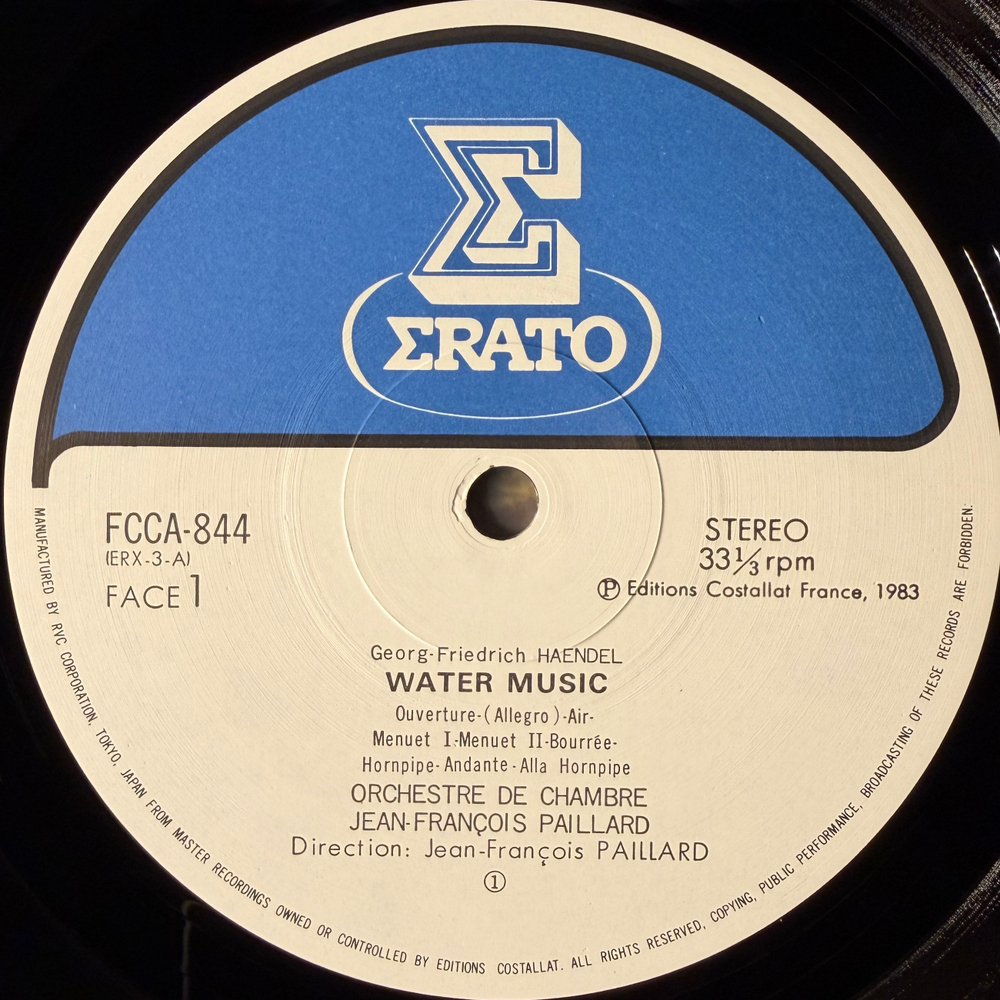 Σ
ΣRATO
FCCA-844
(ERX-3-A)
FACE 1
STEREO
33⅓ rpm
Ⓟ Editions Costallat France, 1983
Georg-Friedrich HAENDEL
WATER MUSIC
Ouverture-(Allegro)-Air-
Menuet I-Menuet II-Bourrée-
Hornpipe-Andante-Alla Hornpipe
ORCHESTRE DE CHAMBRE
JEAN-FRANÇOIS PAILLARD
Direction: Jean-François PAILLARD
①
MANUFACTURED BY RVC CORPORATION, TOKYO, JAPAN FROM MASTER RECORDINGS OWNED OR CONTROLLED BY EDITIONS COSTALLAT. ALL RIGHTS RESERVED, COPYING, PUBLIC PERFORMANCE, BROADCASTING OF THESE RECORDS ARE FORBIDDEN.